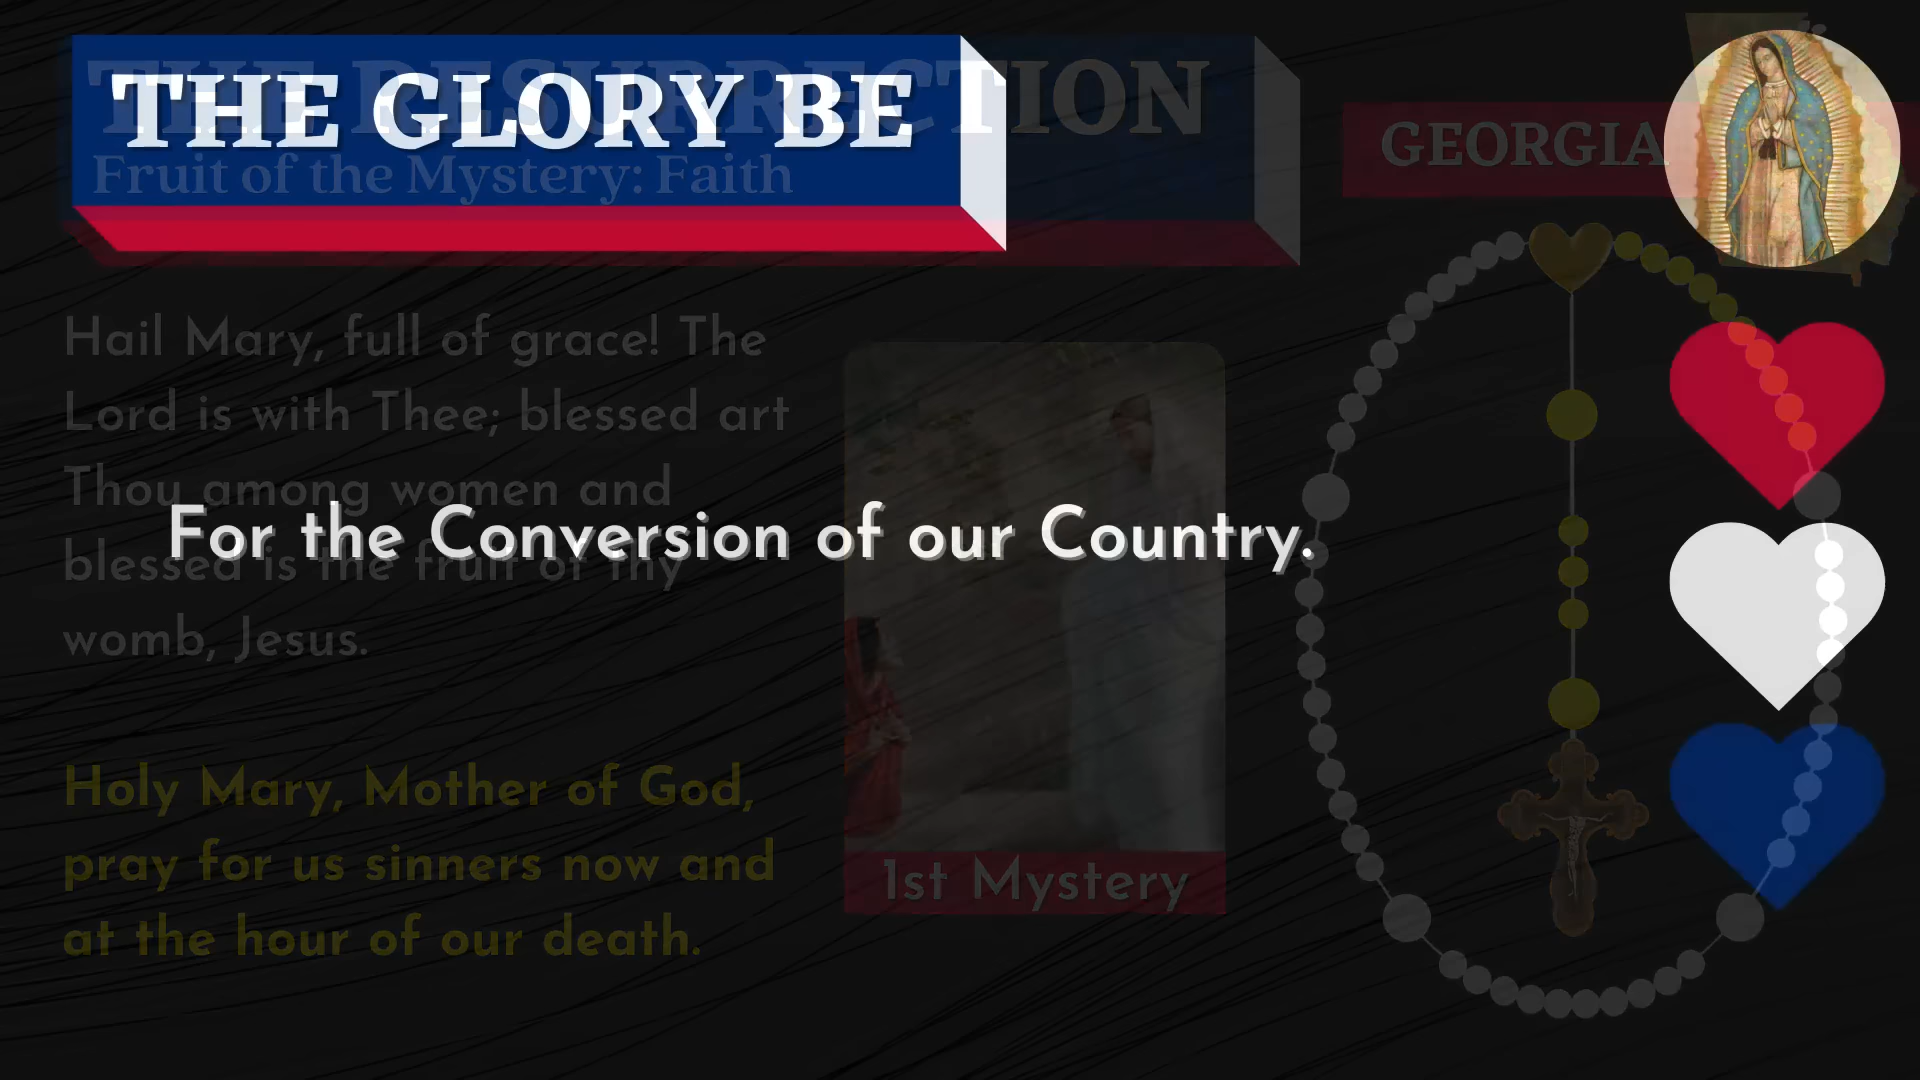 THE GLORY BE
THE RESURRECTION
Fruit of the Mystery: Faith
GEORGIA
Hail Mary, full of grace! The
Lord is with Thee; blessed art
Thou among women and
blessed is the fruit of thy
womb, Jesus.
For the Conversion of our Country.
Holy Mary, Mother of God,
pray for us sinners now and
at the hour of our death.
1st Mystery